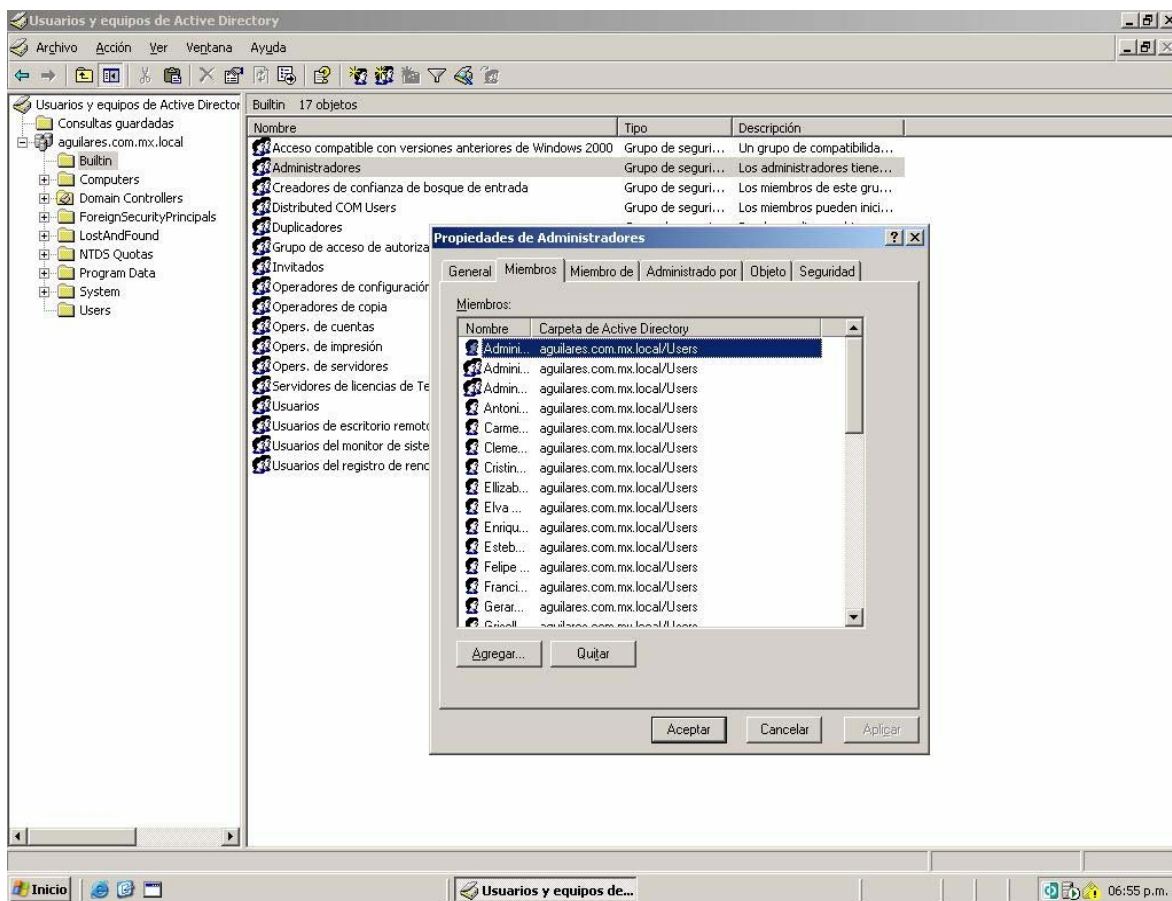 Usuarios y equipos de Active Directory
Archivo Acción Ver Ventana Ayuda
Usuarios y equipos de Active Director
Consultas guardadas
aguilares.com.mx.local
Builtin
Computers
Domain Controllers
ForeignSecurityPrincipals
LostAndFound
NTDS Quotas
Program Data
System
Users
Builtin 17 objetos
Nombre Tipo Descripción
Acceso compatible con versiones anteriores de Windows 2000 Grupo de seguri... Un grupo de compatibilida...
Administradores Grupo de seguri... Los administradores tiene...
Creadores de confianza de bosque de entrada Grupo de seguri... Los miembros de este gru...
Distributed COM Users Grupo de seguri... Los miembros pueden inici...
Duplicadores
Grupo de acceso de autoriza
Invitados
Operadores de configuración
Operadores de copia
Opers. de cuentas
Opers. de impresión
Opers. de servidores
Servidores de licencias de Te
Usuarios
Usuarios de escritorio remoto
Usuarios del monitor de siste
Usuarios del registro de rend
Propiedades de Administradores
General Miembros Miembro de Administrado por Objeto Seguridad
Miembros:
Nombre Carpeta de Active Directory
Admini... aguilares.com.mx.local/Users
Admini... aguilares.com.mx.local/Users
Admin... aguilares.com.mx.local/Users
Antoni... aguilares.com.mx.local/Users
Carme... aguilares.com.mx.local/Users
Cleme... aguilares.com.mx.local/Users
Cristin... aguilares.com.mx.local/Users
Ellizab... aguilares.com.mx.local/Users
Elva ... aguilares.com.mx.local/Users
Enriqu... aguilares.com.mx.local/Users
Esteb... aguilares.com.mx.local/Users
Felipe ... aguilares.com.mx.local/Users
Franci... aguilares.com.mx.local/Users
Gerar... aguilares.com.mx.local/Users
Agregar... Quitar
Aceptar Cancelar Aplicar
Inicio Usuarios y equipos de... 06:55 p.m.